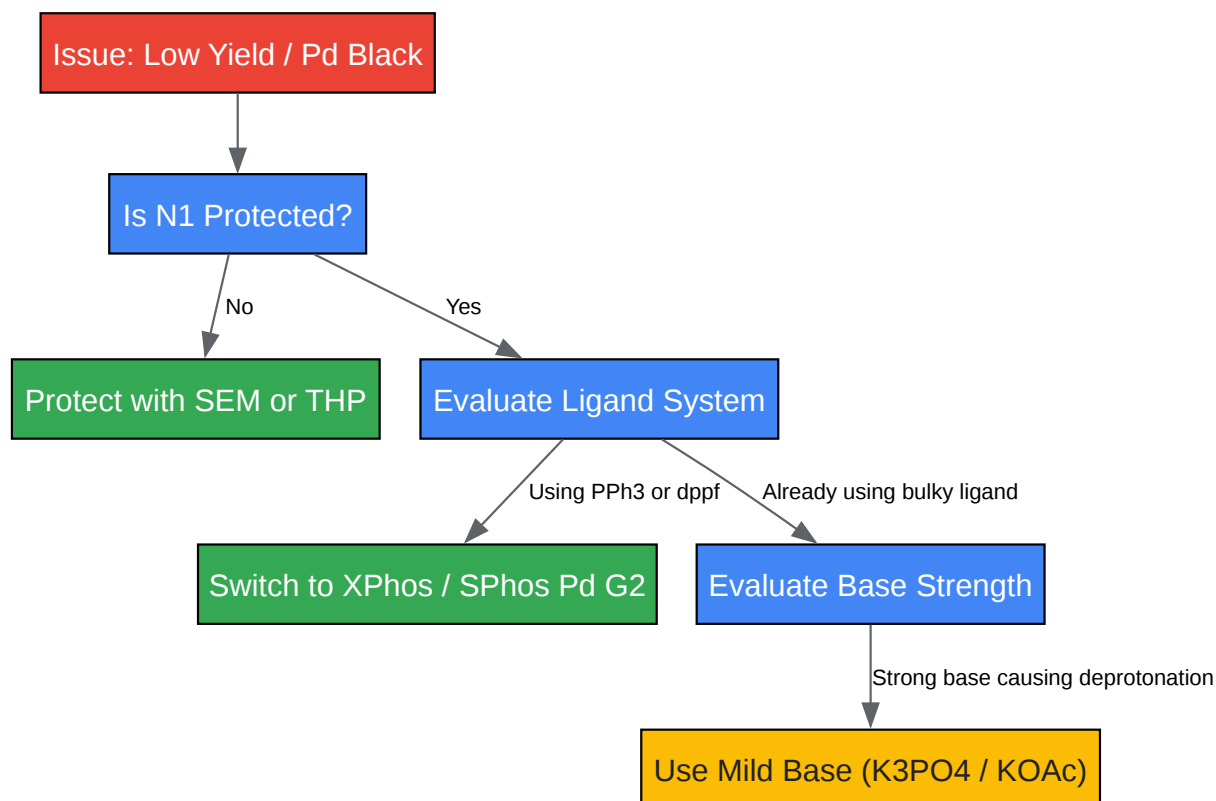 Issue: Low Yield / Pd Black
Is N1 Protected?
No
Yes
Protect with SEM or THP
Evaluate Ligand System
Using PPh3 or dppf
Already using bulky ligand
Switch to XPhos / SPhos Pd G2
Evaluate Base Strength
Strong base causing deprotonation
Use Mild Base (K3PO4 / KOAc)